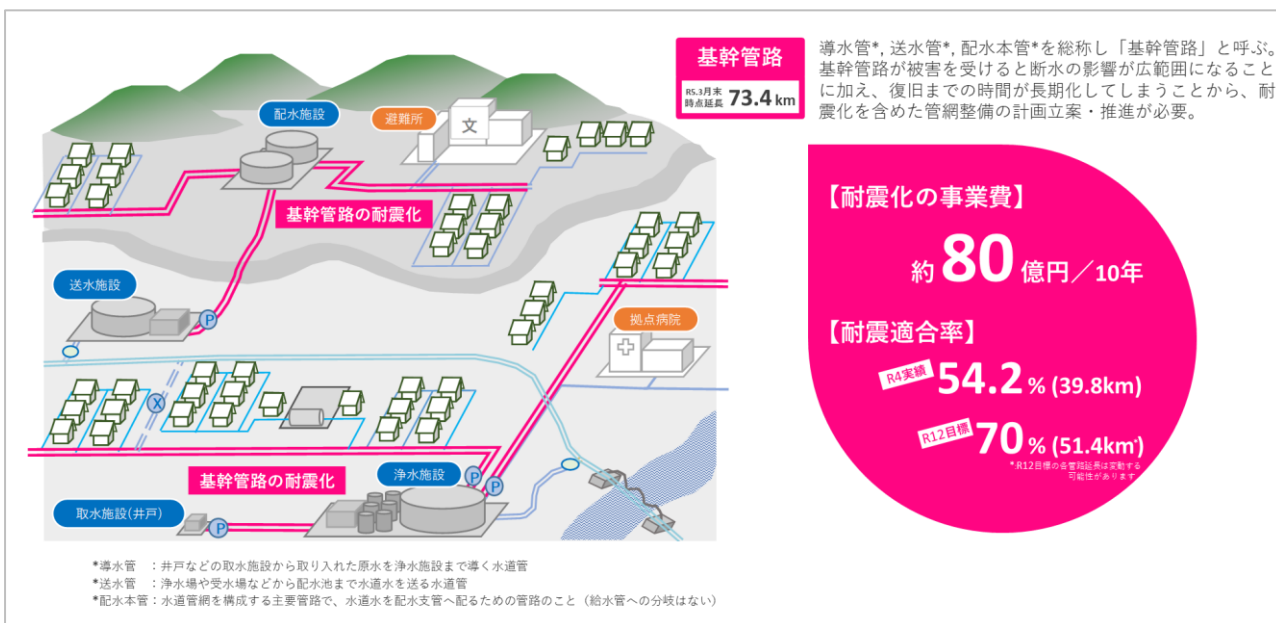 基幹管路
R5.3月末
時点延長 73.4 km
導水管*, 送水管*, 配水本管*を総称し「基幹管路」と呼ぶ。
基幹管路が被害を受けると断水の影響が広範囲になること
に加え、復旧までの時間が長期化してしまうことから、耐
震化を含めた管網整備の計画立案・推進が必要。
配水施設
避難所
文
基幹管路の耐震化
送水施設
P
拠点病院
X
基幹管路の耐震化
浄水施設
P
P
取水施設(井戸)
P
【耐震化の事業費】
約 80 億円／10年
【耐震適合率】
R4実績 54.2 % (39.8km)
R12目標 70 % (51.4km*)
*.R12目標の各管路延長は変動する
可能性があります
*導水管 ：井戸などの取水施設から取り入れた原水を浄水施設まで導く水道管
*送水管 ：浄水場や受水場などから配水池まで水道水を送る水道管
*配水本管：水道管網を構成する主要管路で、水道水を配水支管へ配るための管路のこと（給水管への分岐はない）